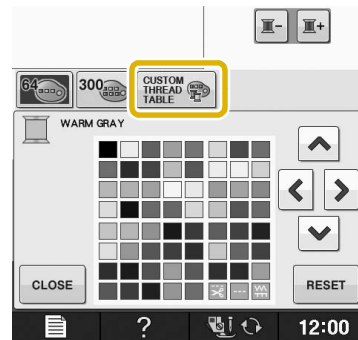 64
300
CUSTOM
THREAD
TABLE
WARM GRAY
CLOSE
RESET
?
12:00